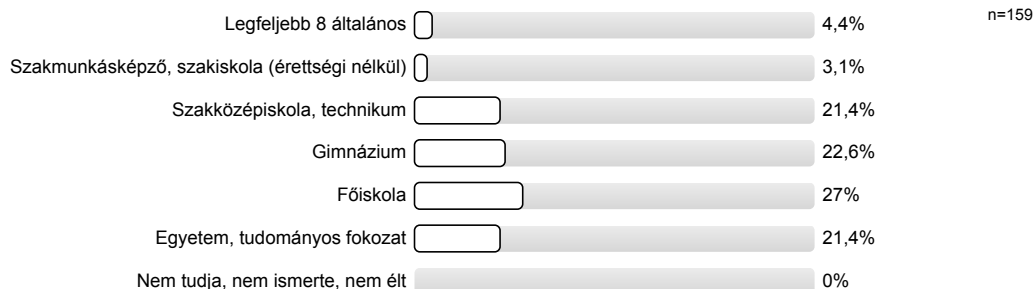 Legfeljebb 8 általános 4,4% n=159
Szakmunkásképző, szakiskola (érettségi nélkül) 3,1%
Szakközépiskola, technikum 21,4%
Gimnázium 22,6%
Főiskola 27%
Egyetem, tudományos fokozat 21,4%
Nem tudja, nem ismerte, nem élt 0%